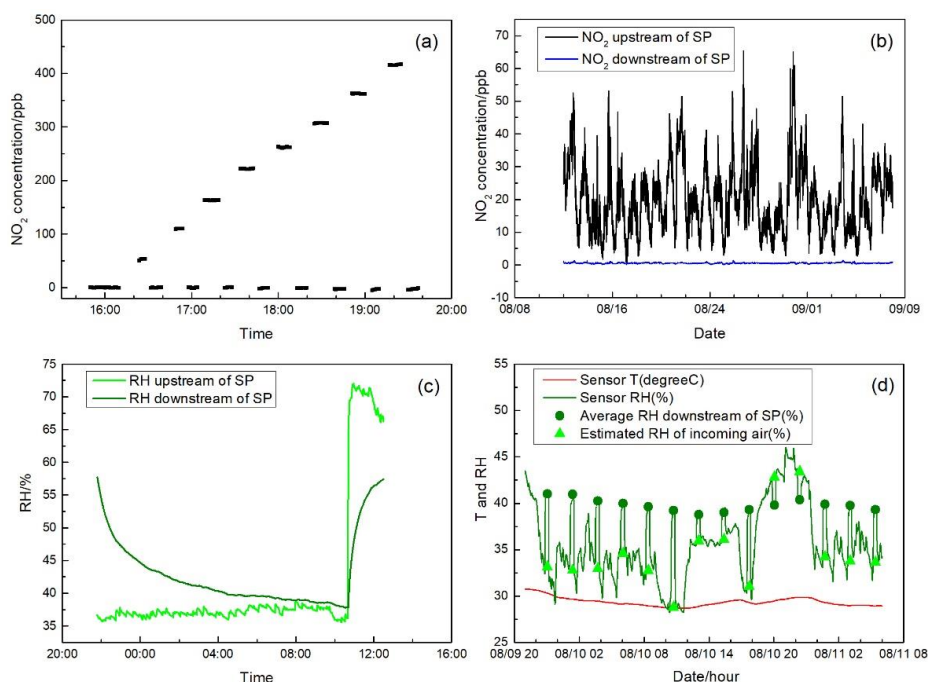 (a)
500
400
300
200
100
0
NO2 concentration/ppb
16:00 17:00 18:00 19:00 20:00
Time
(b)
NO2 upstream of SP
NO2 downstream of SP
70
60
50
40
30
20
10
0
-10
NO2 concentration/ppb
08/08 08/16 08/24 09/01 09/09
Date
(c)
RH upstream of SP
RH downstream of SP
75
70
65
60
55
50
45
40
35
RH/%
20:00 00:00 04:00 08:00 12:00 16:00
Time
(d)
Sensor T(degreeC)
Sensor RH(%)
Average RH downstream of SP(%)
Estimated RH of incoming air(%)
55
50
45
40
35
30
25
T and RH
08/09 20 08/10 02 08/10 08 08/10 14 08/10 20 08/11 02 08/11 08
Date/hour